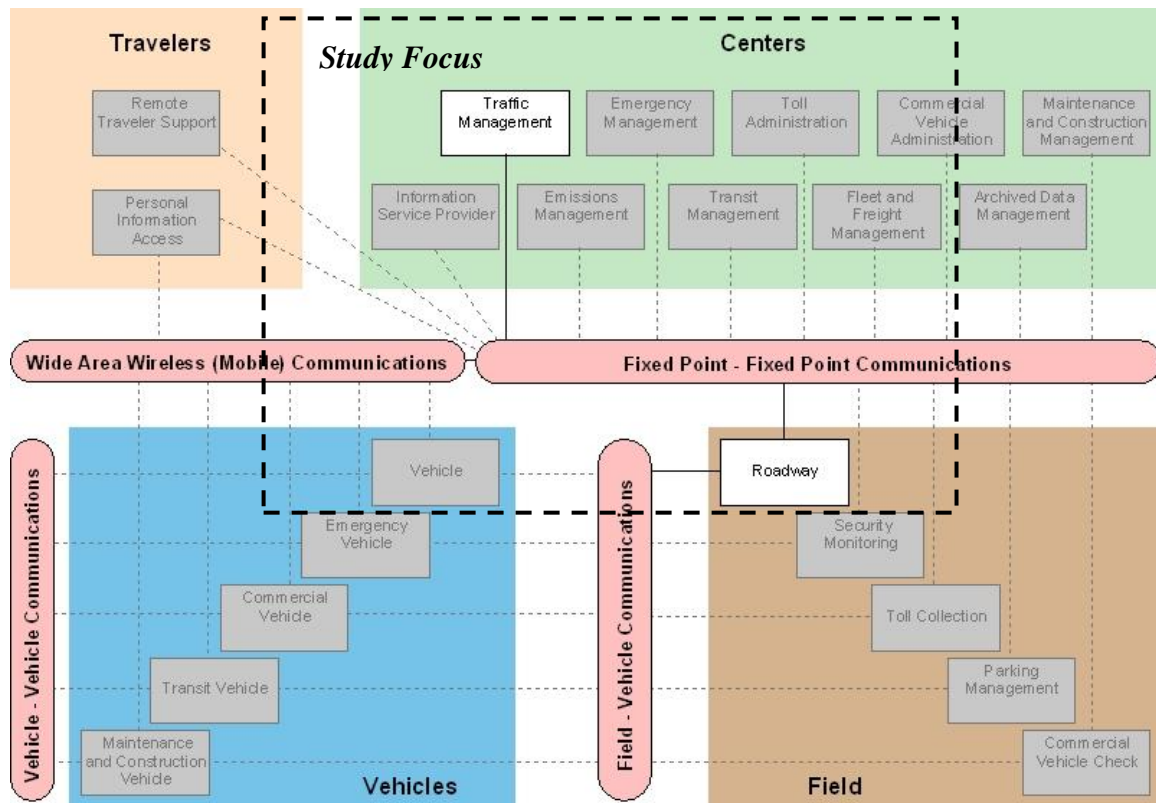 Travelers
Study Focus
Centers
Remote
Traveler Support
Traffic
Management
Emergency
Management
Toll
Administration
Commercial
Vehicle
Administration
Maintenance
and Construction
Management
Personal
Information
Access
Information
Service Provider
Emissions
Management
Transit
Management
Fleet and
Freight
Management
Archived Data
Management
Wide Area Wireless (Mobile) Communications
Fixed Point - Fixed Point Communications
Vehicle - Vehicle Communications
Vehicle
Emergency
Vehicle
Commercial
Vehicle
Transit Vehicle
Maintenance
and Construction
Vehicle
Vehicles
Field - Vehicle Communications
Roadway
Security
Monitoring
Toll Collection
Parking
Management
Commercial
Vehicle Check
Field